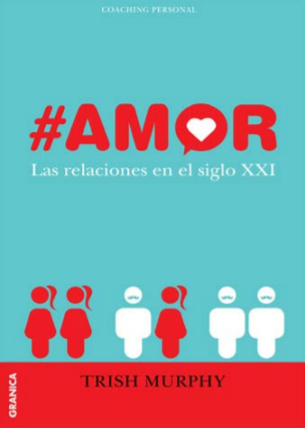 COACHING PERSONAL
#AMOR
Las relaciones en el siglo XXI
TRISH MURPHY
GRANICA